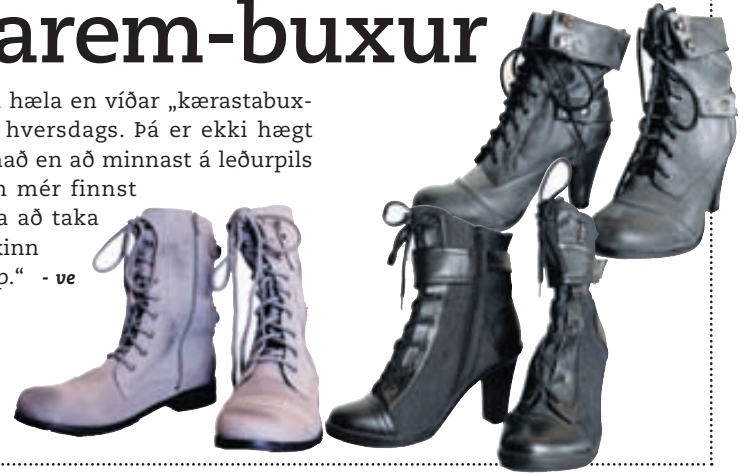 arem-buxur
hæla en víðar „kærastabux-
hversdags. Þá er ekki hægt
að en að minnast á leðurpils
mér finnst
að taka
" - ve